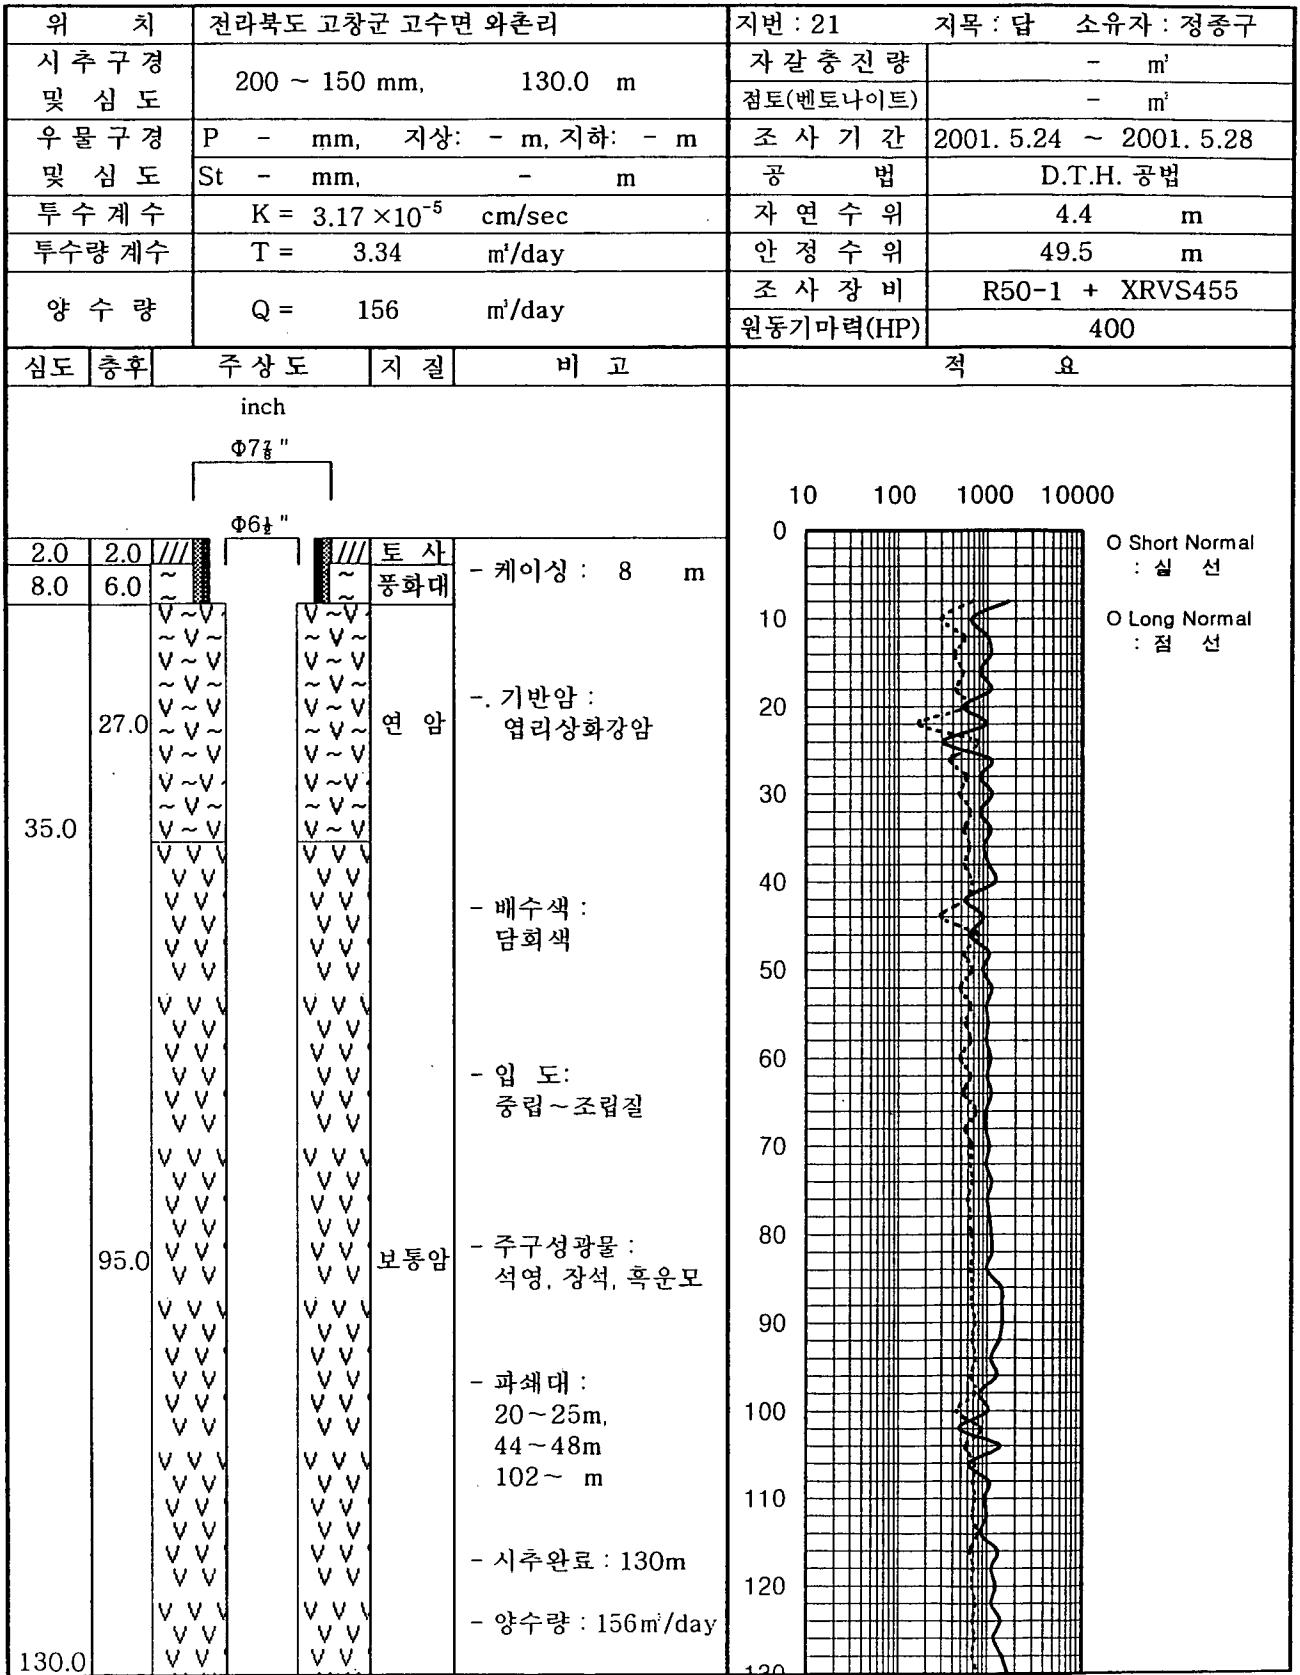 위 치 전라북도 고창군 고수면 와촌리 지번 : 21 지목 : 답 소유자 : 정종구
시 추 구 경 및 심 도 200 ~ 150 mm, 130.0 m 자 갈 충 진 량 - ㎥
점토(벤토나이트) - ㎥
우 물 구 경 및 심 도 P - mm, 지상: - m, 지하: - m 조 사 기 간 2001. 5.24 ~ 2001. 5.28
St - mm, - m 공 법 D.T.H. 공법
투 수 계 수 K = 3.17 ×10⁻⁵ cm/sec 자 연 수 위 4.4 m
투수량 계수 T = 3.34 ㎡/day 안 정 수 위 49.5 m
양 수 량 Q = 156 ㎥/day 조 사 장 비 R50-1 + XRVS455
원동기마력(HP) 400
심도 층후 주 상 도 지 질 비 고 적 요
inch
Φ7⅞ "
Φ6½ "
2.0 2.0 토 사
8.0 6.0 풍화대
- 케이싱 : 8 m
27.0 연 암
-. 기반암 :
엽리상화강암
35.0
- 배수색 :
담회색
- 입 도:
중립~조립질
95.0 보통암
- 주구성광물 :
석영, 장석, 흑운모
- 파쇄대 :
20~25m,
44~48m
102~ m
- 시추완료 : 130m
- 양수량 : 156㎥/day
130.0
10 100 1000 10000
0
10
20
30
40
50
60
70
80
90
100
110
120
130
O Short Normal
: 실 선
O Long Normal
: 점 선